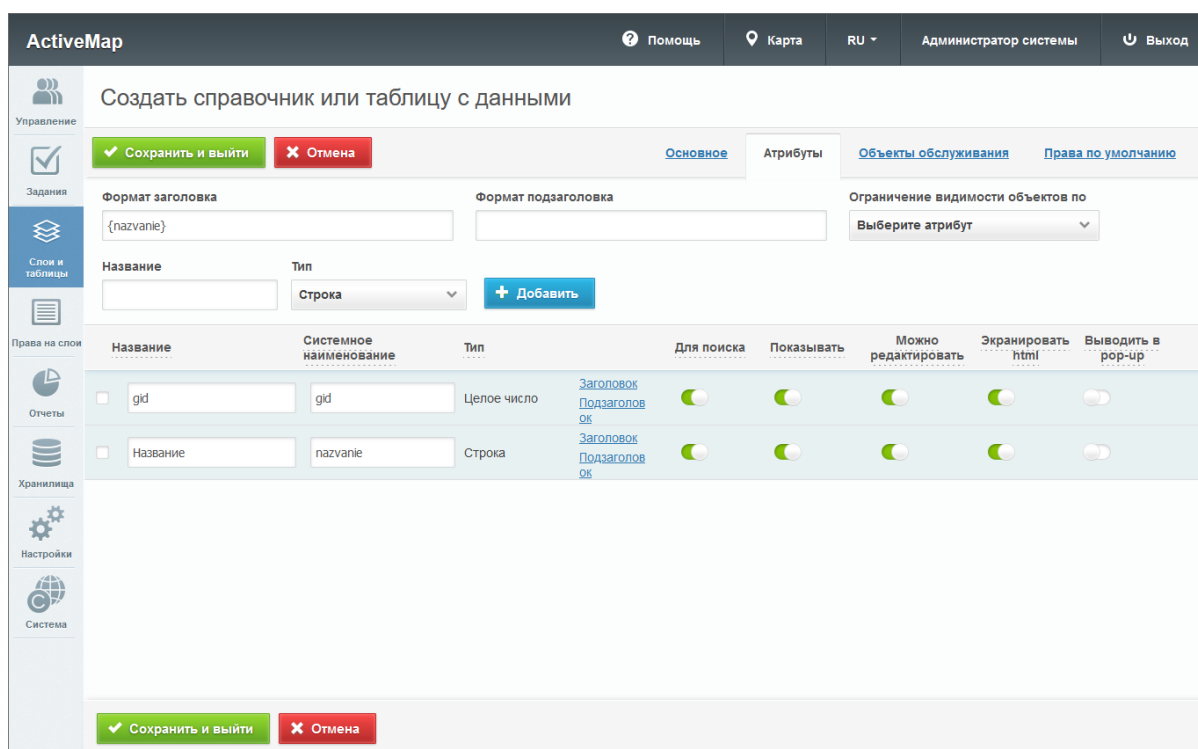 ActiveMap
Помощь
Карта
RU
Администратор системы
Выход
Управление
Задания
Слои и
таблицы
Права на слои
Отчеты
Хранилища
Настройки
Система
Создать справочник или таблицу с данными
Сохранить и выйти
Отмена
Основное
Атрибуты
Объекты обслуживания
Права по умолчанию
Формат заголовка
Формат подзаголовка
Ограничение видимости объектов по
{nazvanie}
Выберите атрибут
Название
Тип
Строка
Добавить
Название
Системное
наименование
Тип
Для поиска
Показывать
Можно
редактировать
Экранировать
html
Выводить в
pop-up
gid
gid
Целое число
Заголовок
Подзаголов
ок
Название
nazvanie
Строка
Заголовок
Подзаголов
ок
Сохранить и выйти
Отмена